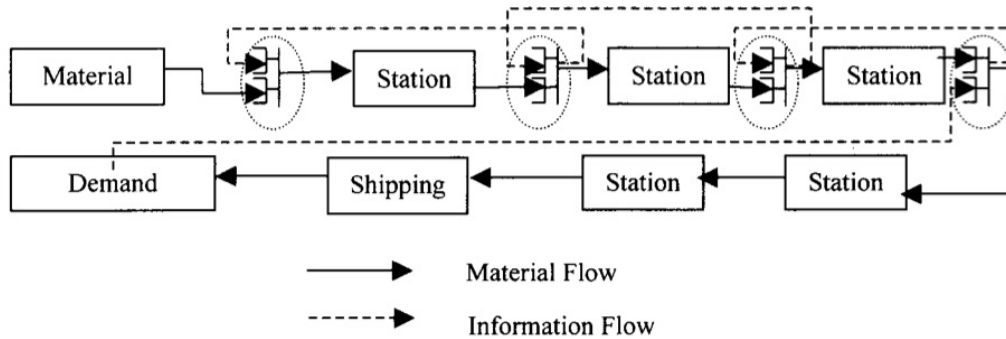 Material
Station
Station
Station
Demand
Shipping
Station
Station
Material Flow
Information Flow